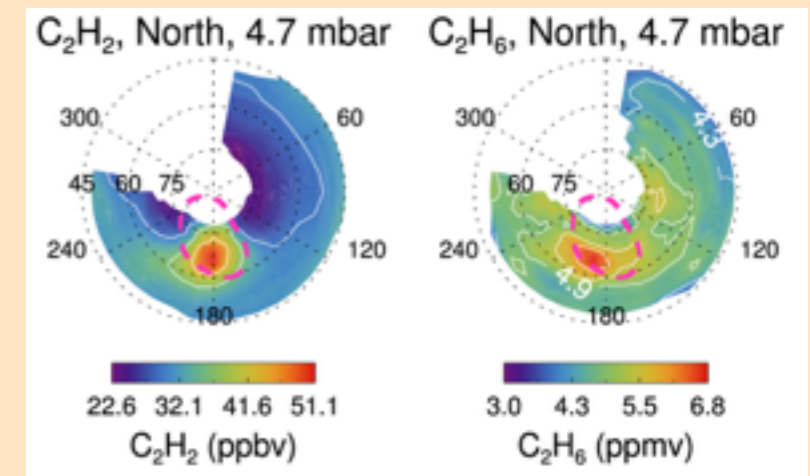 C₂H₂, North, 4.7 mbar
300
60
45 60 75
240
120
180
22.6 32.1 41.6 51.1
C₂H₂ (ppbv)
C₂H₆, North, 4.7 mbar
300
60
4.3
60 75
240
120
4.9
180
3.0 4.3 5.5 6.8
C₂H₆ (ppmv)